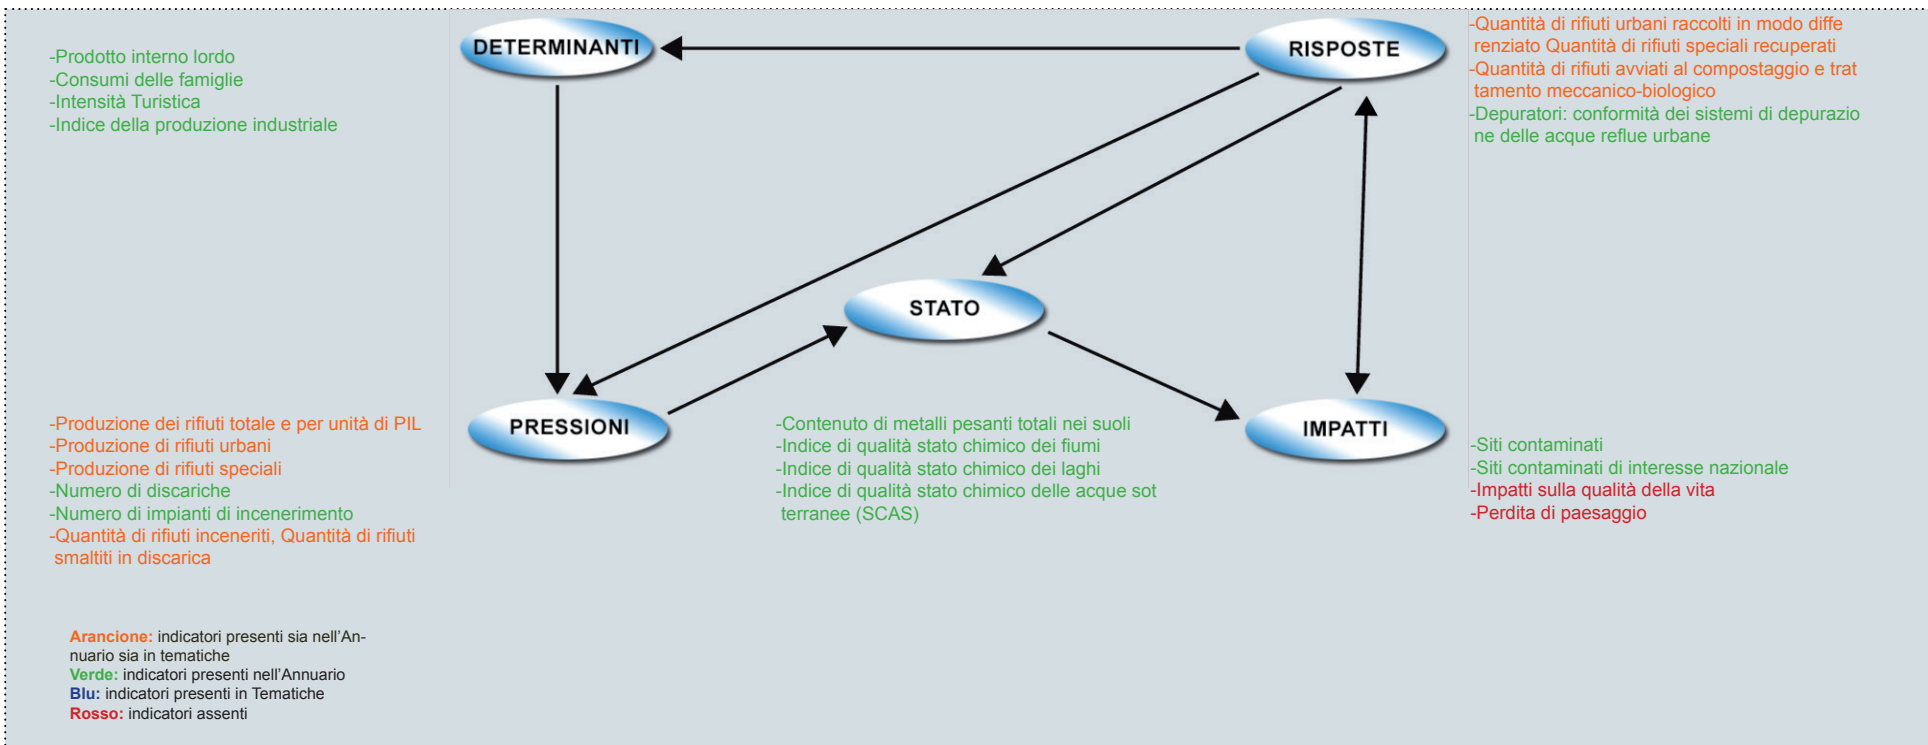 -Prodotto interno lordo
-Consumi delle famiglie
-Intensità Turistica
-Indice della produzione industriale
DETERMINANTI
RISPOSTE
-Quantità di rifiuti urbani raccolti in modo diffe
renziato Quantità di rifiuti speciali recuperati
-Quantità di rifiuti avviati al compostaggio e trat
tamento meccanico-biologico
-Depuratori: conformità dei sistemi di depurazio
ne delle acque reflue urbane
STATO
-Produzione dei rifiuti totale e per unità di PIL
-Produzione di rifiuti urbani
-Produzione di rifiuti speciali
-Numero di discariche
-Numero di impianti di incenerimento
-Quantità di rifiuti inceneriti, Quantità di rifiuti
smaltiti in discarica
PRESSIONI
-Contenuto di metalli pesanti totali nei suoli
-Indice di qualità stato chimico dei fiumi
-Indice di qualità stato chimico dei laghi
-Indice di qualità stato chimico delle acque sot
terranee (SCAS)
IMPATTI
-Siti contaminati
-Siti contaminati di interesse nazionale
-Impatti sulla qualità della vita
-Perdita di paesaggio
Arancione: indicatori presenti sia nell'An-
nuario sia in tematiche
Verde: indicatori presenti nell'Annuario
Blu: indicatori presenti in Tematiche
Rosso: indicatori assenti